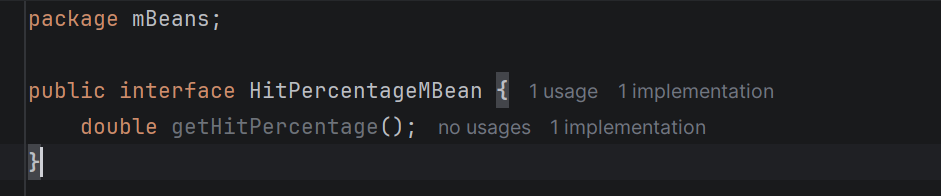 package mBeans;
public interface HitPercentageMBean { 1 usage 1 implementation
double getHitPercentage(); no usages 1 implementation
}